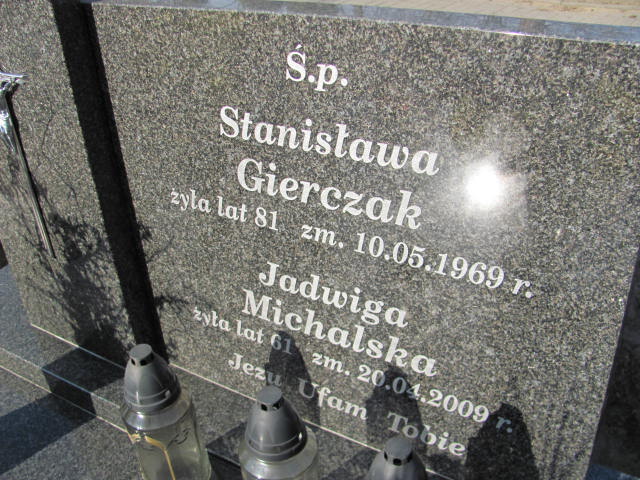 Ś.p.
Stanisława
Gierczak
żyła lat 81 zm. 10.05.1969 r.
Jadwiga
Michalska
żyła lat 61 zm. 20.04.2009 r.
Jezu Ufam Tobie